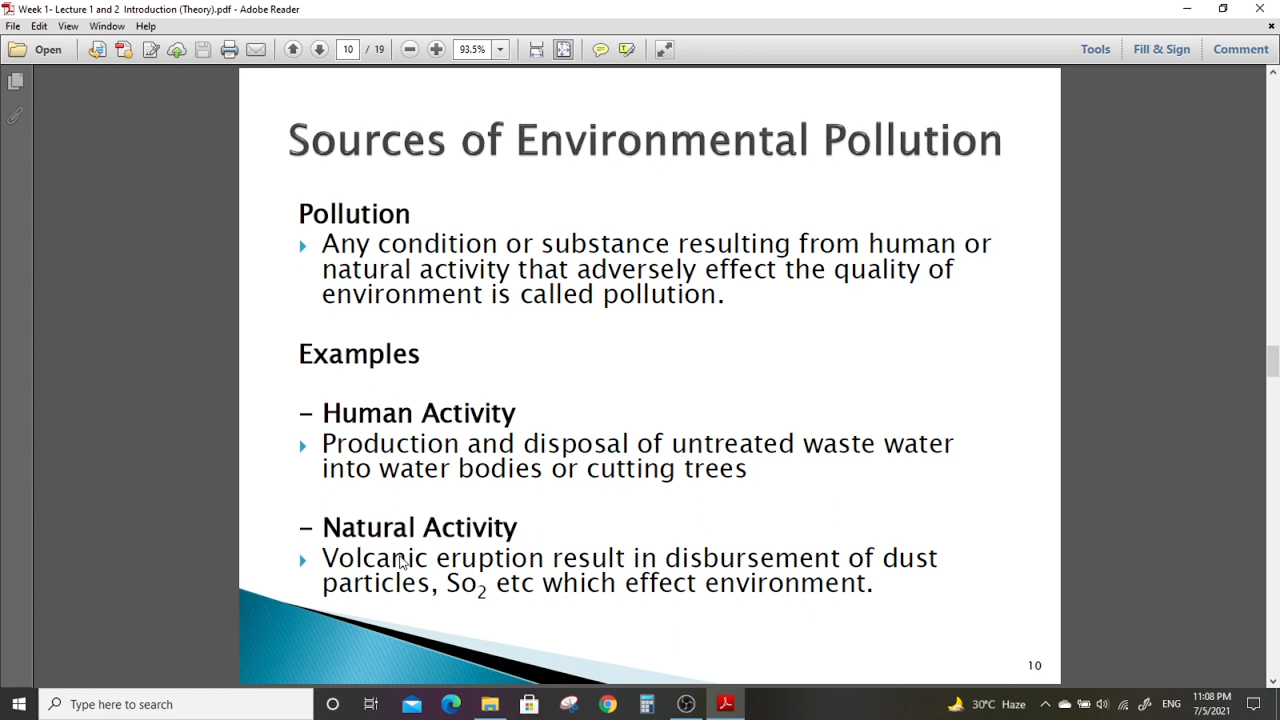 Week 1- Lecture 1 and 2  Introduction (Theory).pdf - Adobe Reader
File Edit View Window Help
Open 10 / 19 93.5% Tools Fill & Sign Comment
Sources of Environmental Pollution
Pollution
Any condition or substance resulting from human or
natural activity that adversely effect the quality of
environment is called pollution.
Examples
– Human Activity
Production and disposal of untreated waste water
into water bodies or cutting trees
– Natural Activity
Volcanic eruption result in disbursement of dust
particles, So₂ etc which effect environment.
10
Type here to search
30°C Haze
ENG
11:08 PM
7/5/2021